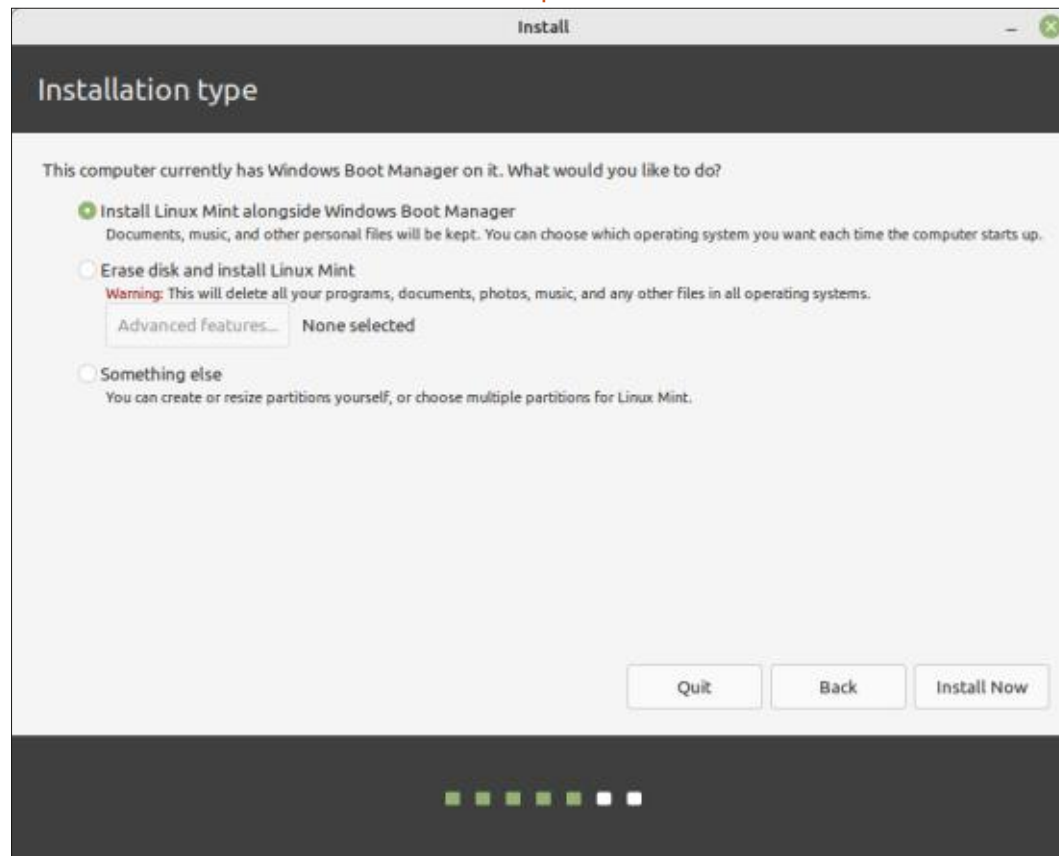 Install
Installation type
This computer currently has Windows Boot Manager on it. What would you like to do?
Install Linux Mint alongside Windows Boot Manager
Documents, music, and other personal files will be kept. You can choose which operating system you want each time the computer starts up.
Erase disk and install Linux Mint
Warning: This will delete all your programs, documents, photos, music, and any other files in all operating systems.
Advanced features... None selected
Something else
You can create or resize partitions yourself, or choose multiple partitions for Linux Mint.
Quit Back Install Now